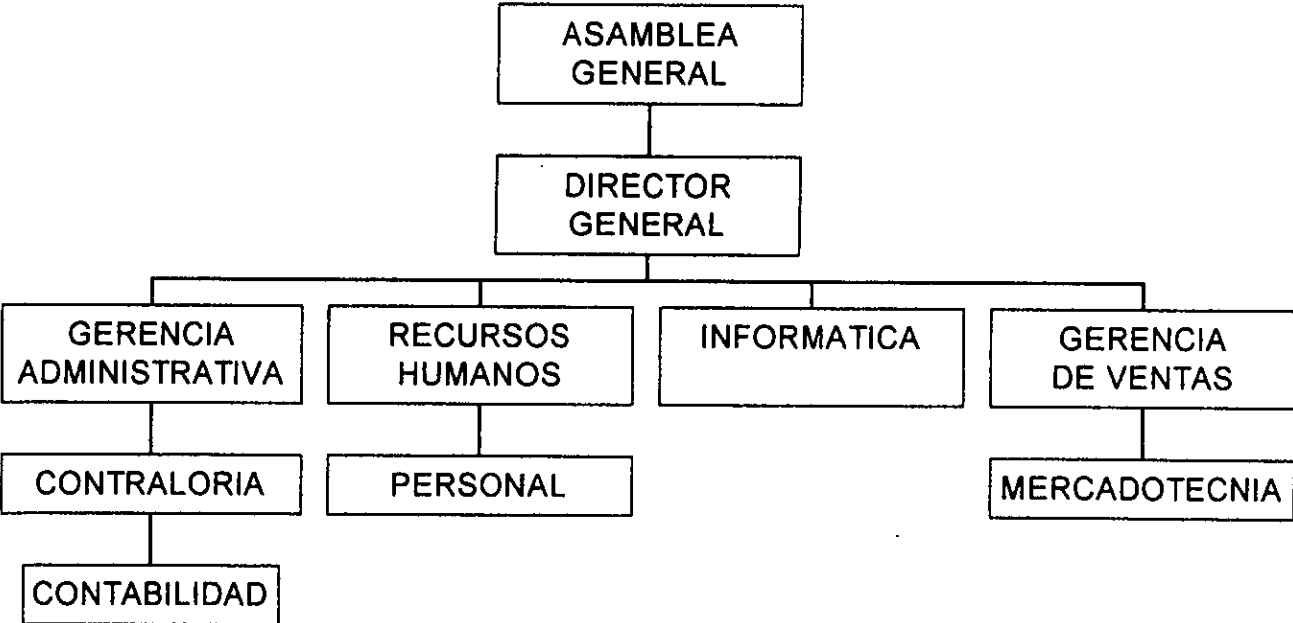 ASAMBLEA
GENERAL
DIRECTOR
GENERAL
GERENCIA
ADMINISTRATIVA
RECURSOS
HUMANOS
INFORMATICA
GERENCIA
DE VENTAS
CONTRALORIA
PERSONAL
MERCADOTECNIA
CONTABILIDAD